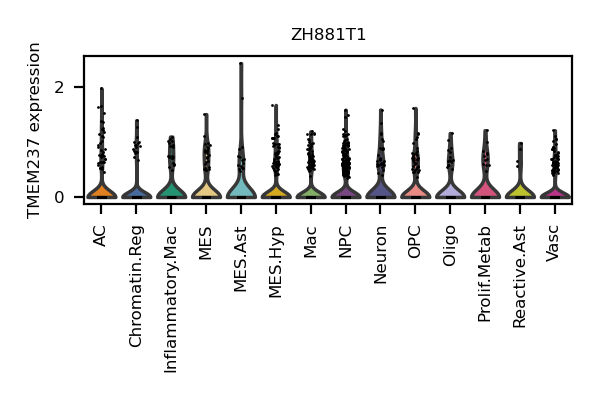 ZH881T1
TMEM237 expression
2
0
AC
Chromatin.Reg
Inflammatory.Mac
MES
MES.Ast
MES.Hyp
Mac
NPC
Neuron
OPC
Oligo
Prolif.Metab
Reactive.Ast
Vasc